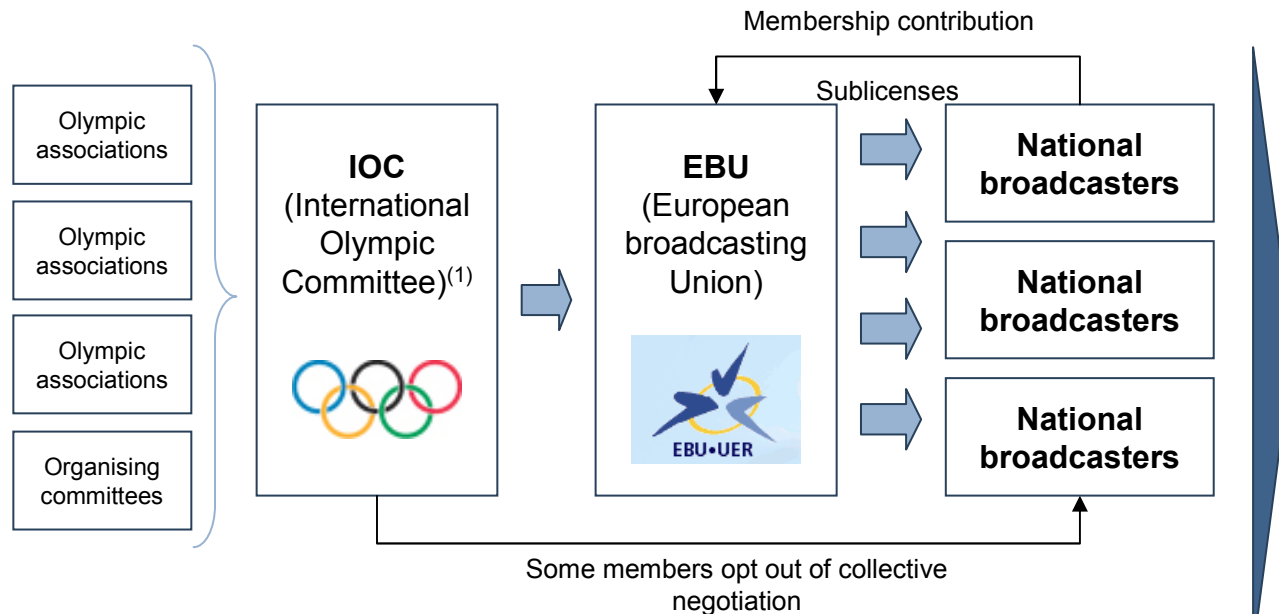 Membership contribution
Sublicenses
Olympic
associations
Olympic
associations
Olympic
associations
Organising
committees
IOC
(International
Olympic
Committee)(1)
EBU
(European
broadcasting
Union)
EBU•UER
National
broadcasters
National
broadcasters
National
broadcasters
Some members opt out of collective
negotiation